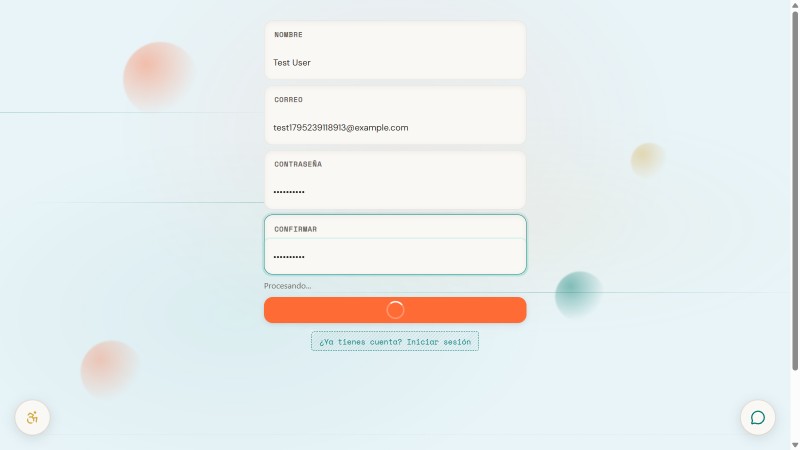 NOMBRE
Test User
CORREO
test1795239118913@example.com
CONTRASEÑA
••••••••••
CONFIRMAR
••••••••••
Procesando...
¿Ya tienes cuenta? Iniciar sesión